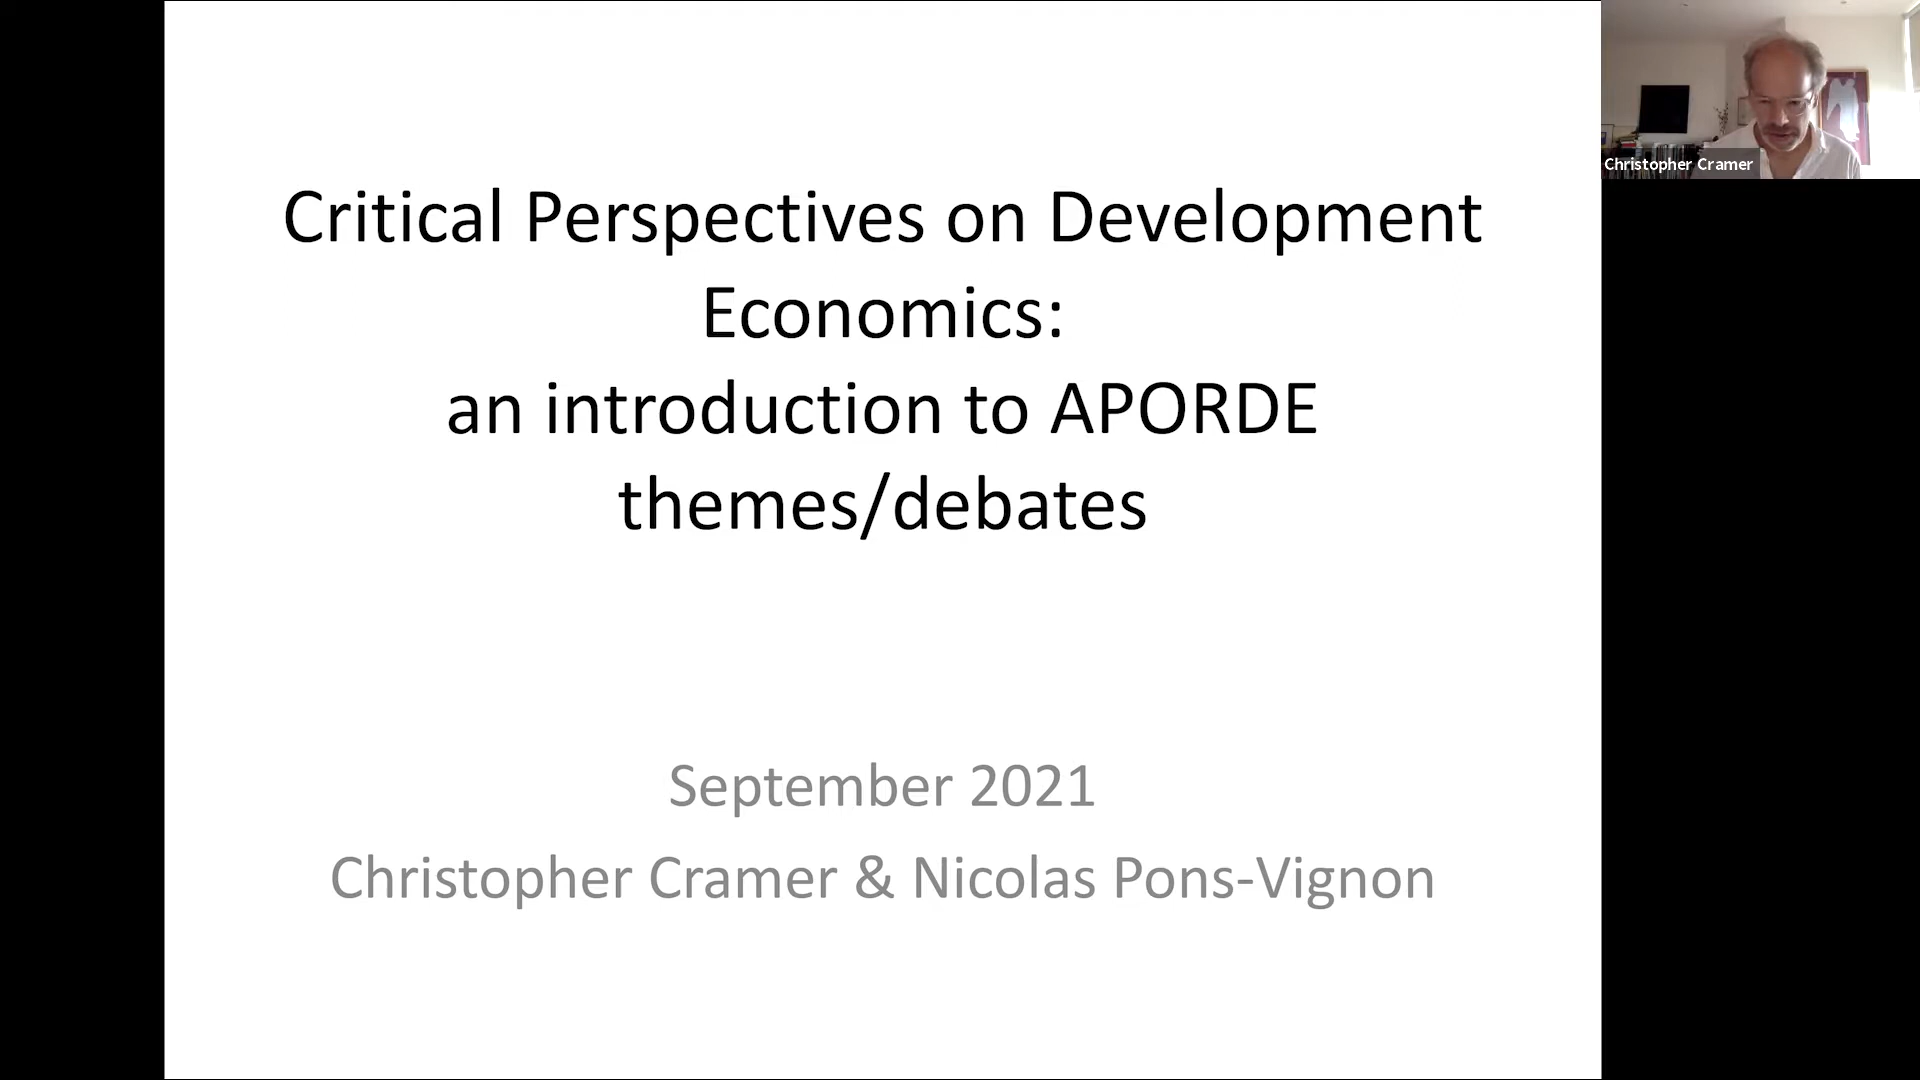 Critical Perspectives on Development
Economics:
an introduction to APORDE
themes/debates
September 2021
Christopher Cramer & Nicolas Pons-Vignon
Christopher Cramer